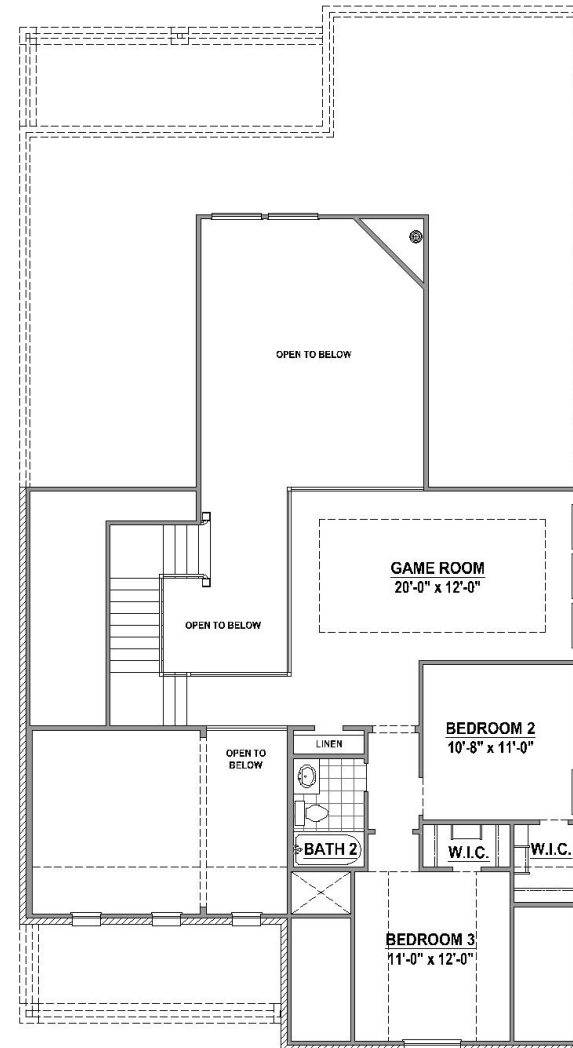 OPEN TO BELOW
GAME ROOM
20'-0" x 12'-0"
OPEN TO BELOW
BEDROOM 2
10'-8" x 11'-0"
OPEN TO
BELOW
LINEN
BATH 2
W.I.C.
W.I.C.
BEDROOM 3
11'-0" x 12'-0"